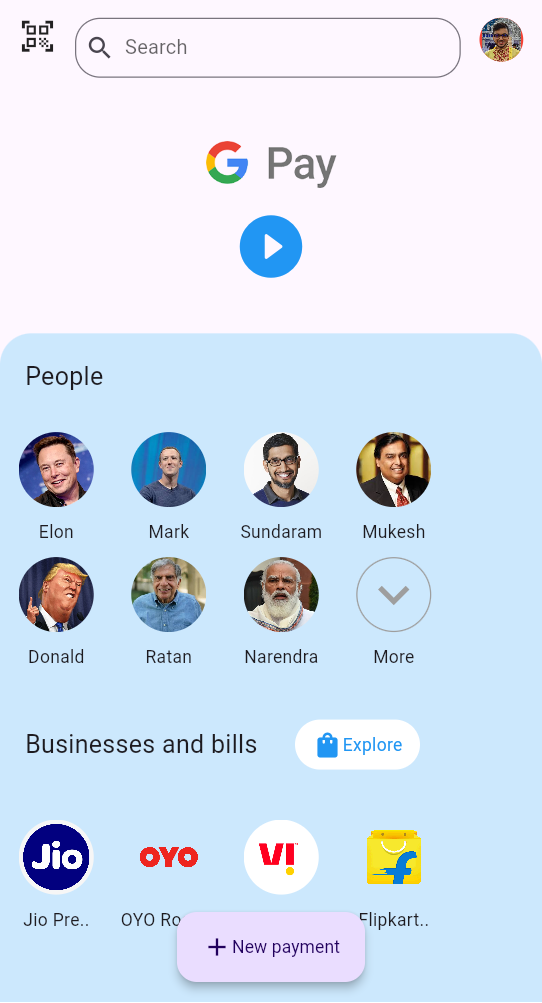 Search
G Pay
People
Elon Mark Sundaram Mukesh
Donald Ratan Narendra More
Businesses and bills Explore
Jio OYO VI! f
Jio Pre.. OYO Ro Flipkart..
New payment